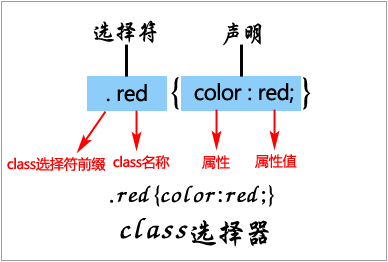 选择符 声明
. red { color : red; }
class选择符前缀 class名称 属性 属性值
.red{color:red;}
class选择器